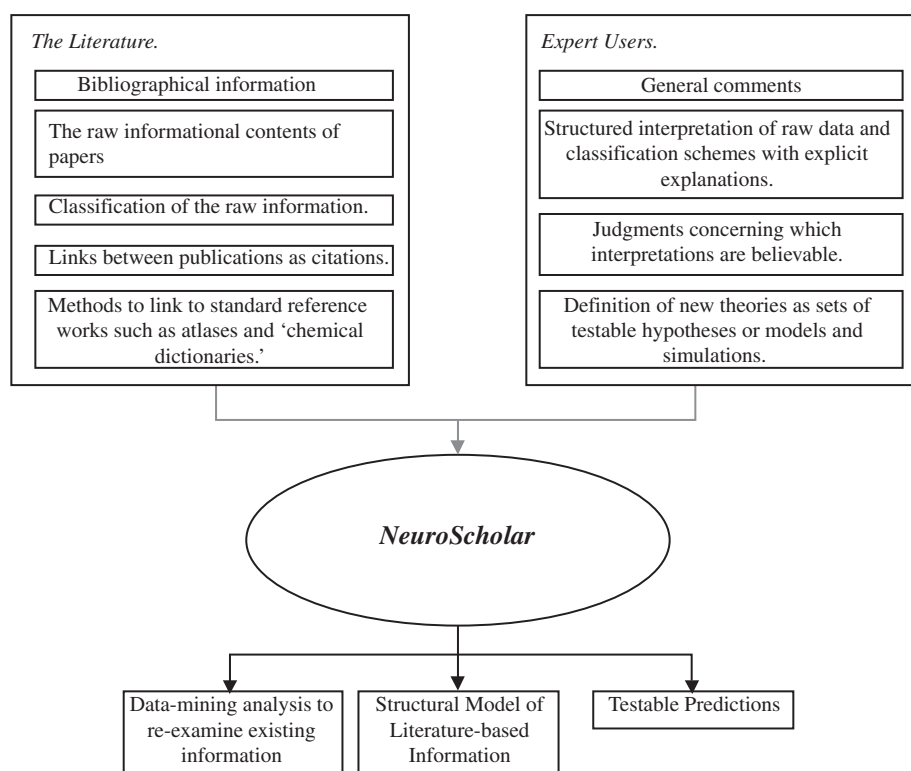 The Literature.
Bibliographical information
The raw informational contents of
papers
Classification of the raw information.
Links between publications as citations.
Methods to link to standard reference
works such as atlases and ‘chemical
dictionaries.’
Expert Users.
General comments
Structured interpretation of raw data and
classification schemes with explicit
explanations.
Judgments concerning which
interpretations are believable.
Definition of new theories as sets of
testable hypotheses or models and
simulations.
NeuroScholar
Data-mining analysis to
re-examine existing
information
Structural Model of
Literature-based
Information
Testable Predictions